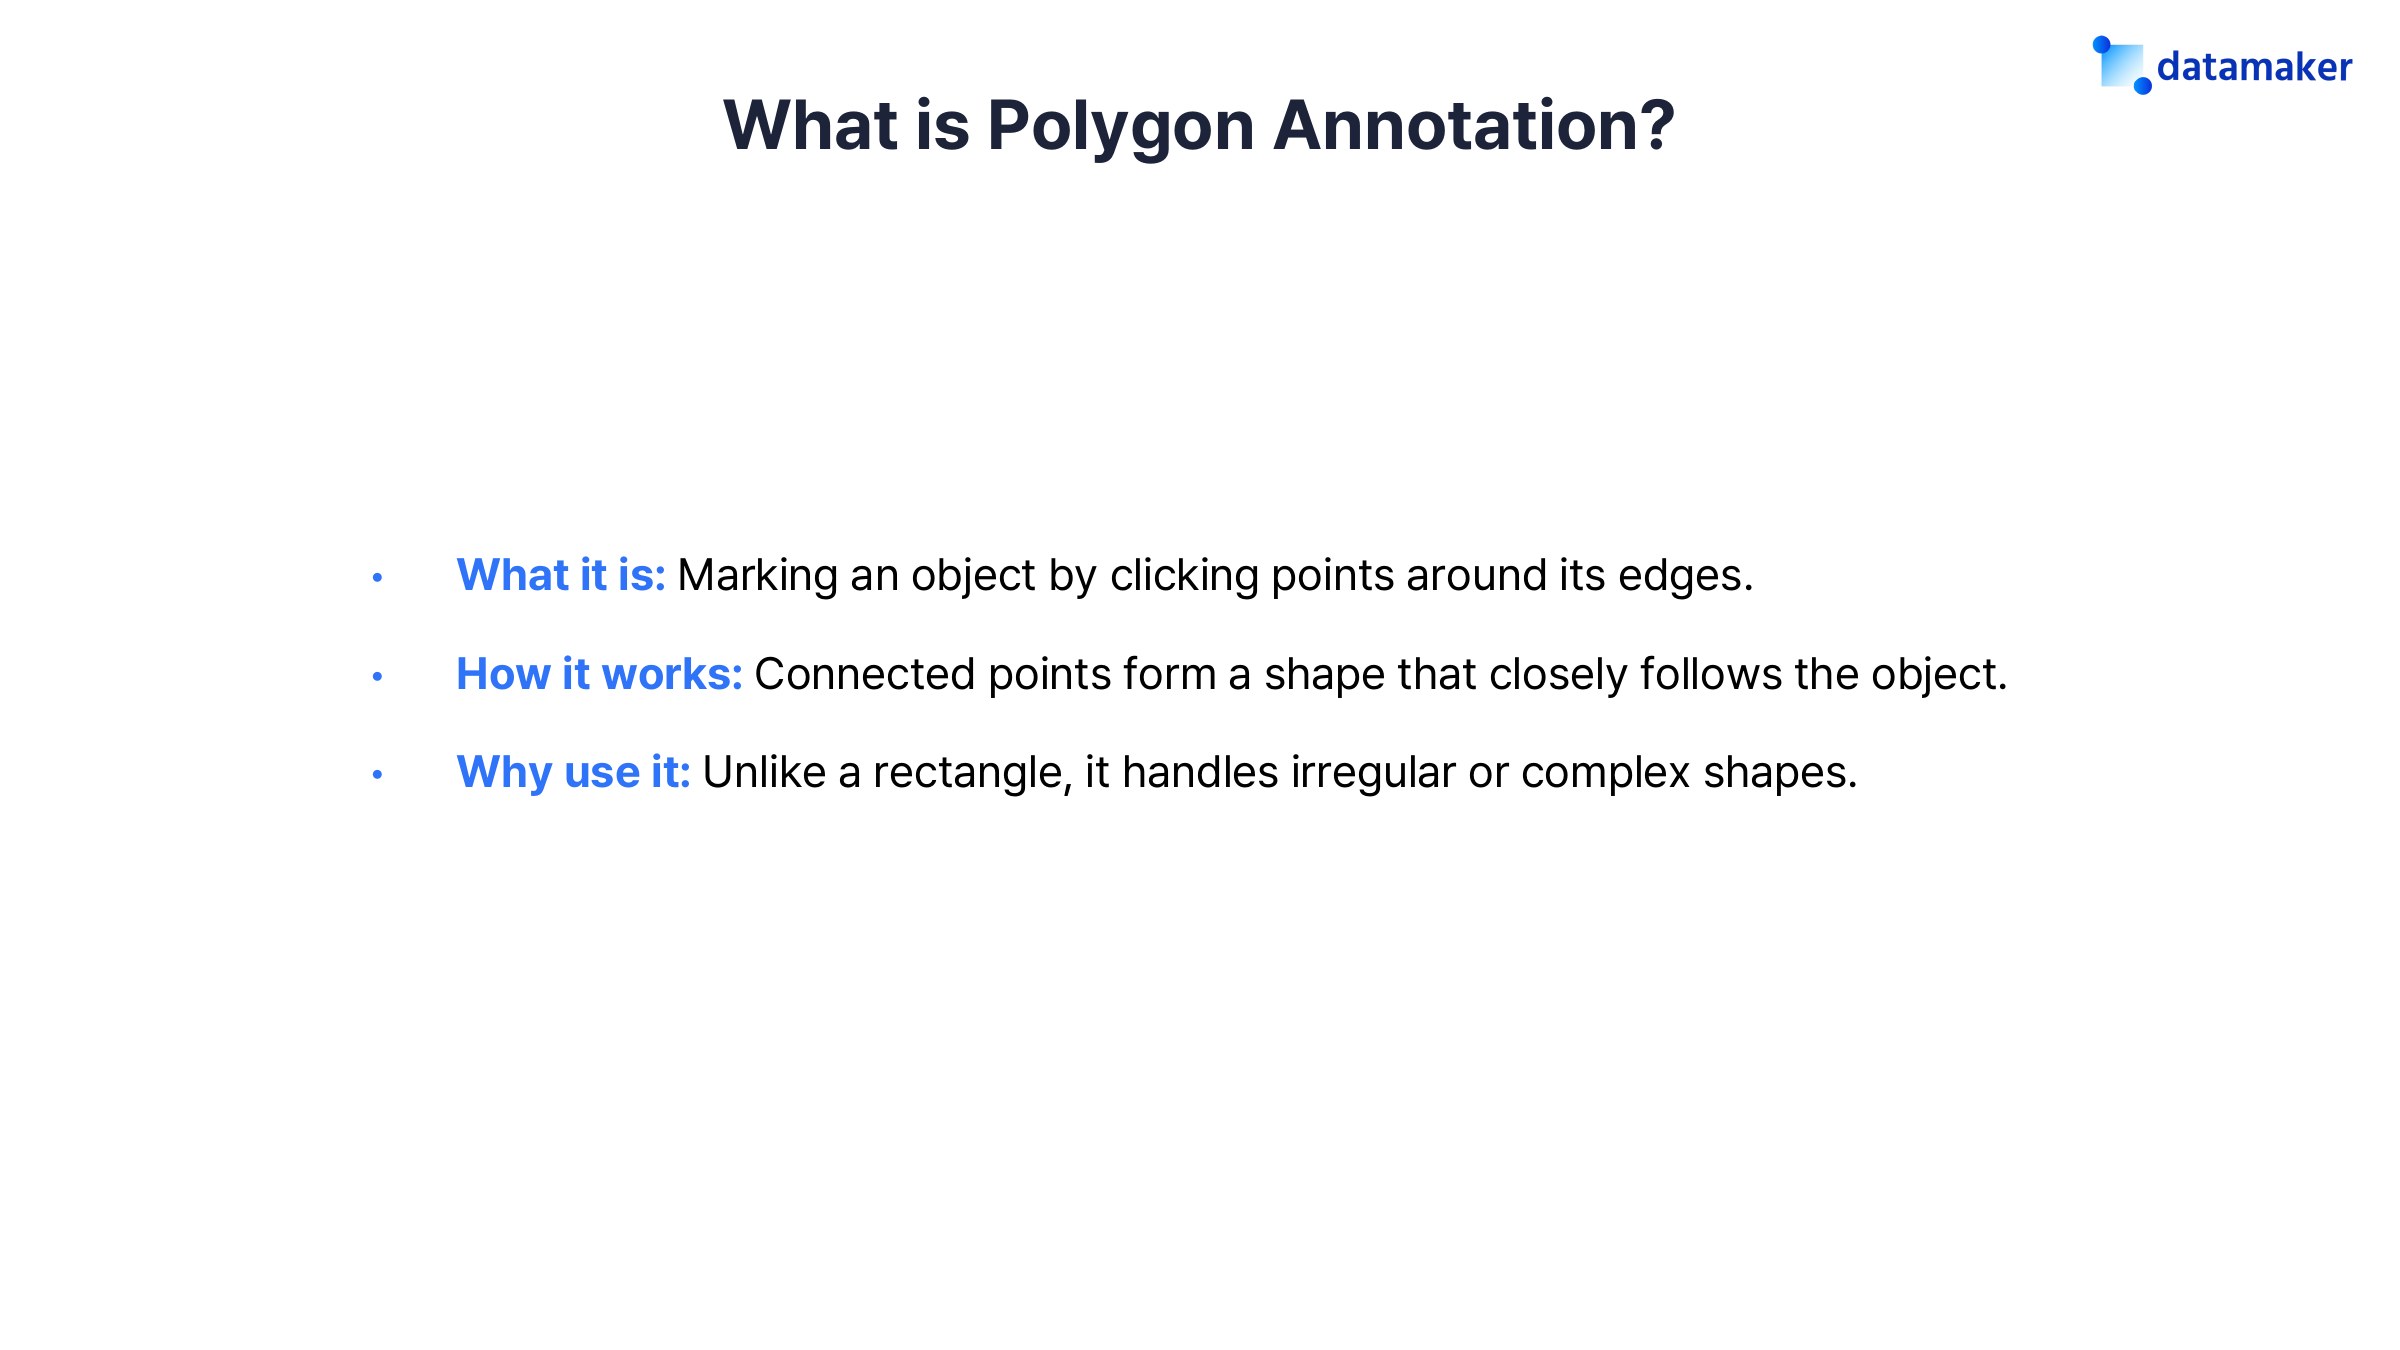 datamaker
What is Polygon Annotation?
• What it is: Marking an object by clicking points around its edges.
• How it works: Connected points form a shape that closely follows the object.
• Why use it: Unlike a rectangle, it handles irregular or complex shapes.